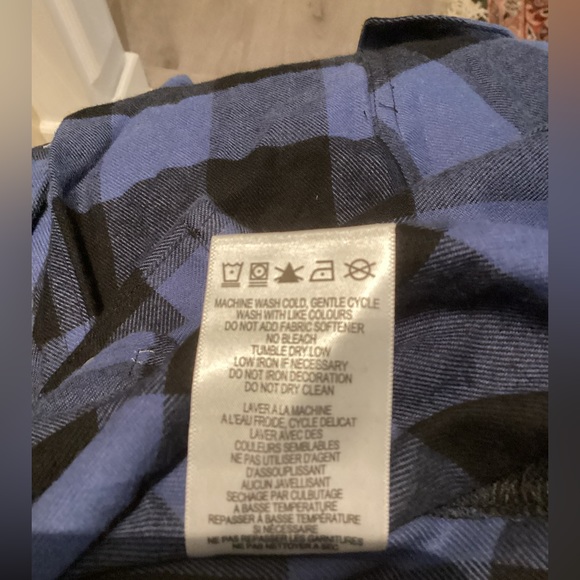 MACHINE WASH COLD, GENTLE CYCLE
WASH WITH LIKE COLOURS
DO NOT ADD FABRIC SOFTENER
NO BLEACH
TUMBLE DRY LOW
LOW IRON IF NECESSARY
DO NOT IRON DECORATION
DO NOT DRY CLEAN
LAVER A LA MACHINE
A L'EAU FROIDE, CYCLE DELICAT
LAVER AVEC DES
COULEURS SEMBLABLES
NE PAS UTILISER D'AGENT
D'ASSOUPLISSANT
AUCUN JAVELLISANT
SECHAGE PAR CULBUTAGE
A BASSE TEMPERATURE
REPASSER A BASSE TEMPERATURE
SI NÉCESSAIRE
NE PAS REPASSER LES GARNITURES
NE PAS NETTOYER A SEC